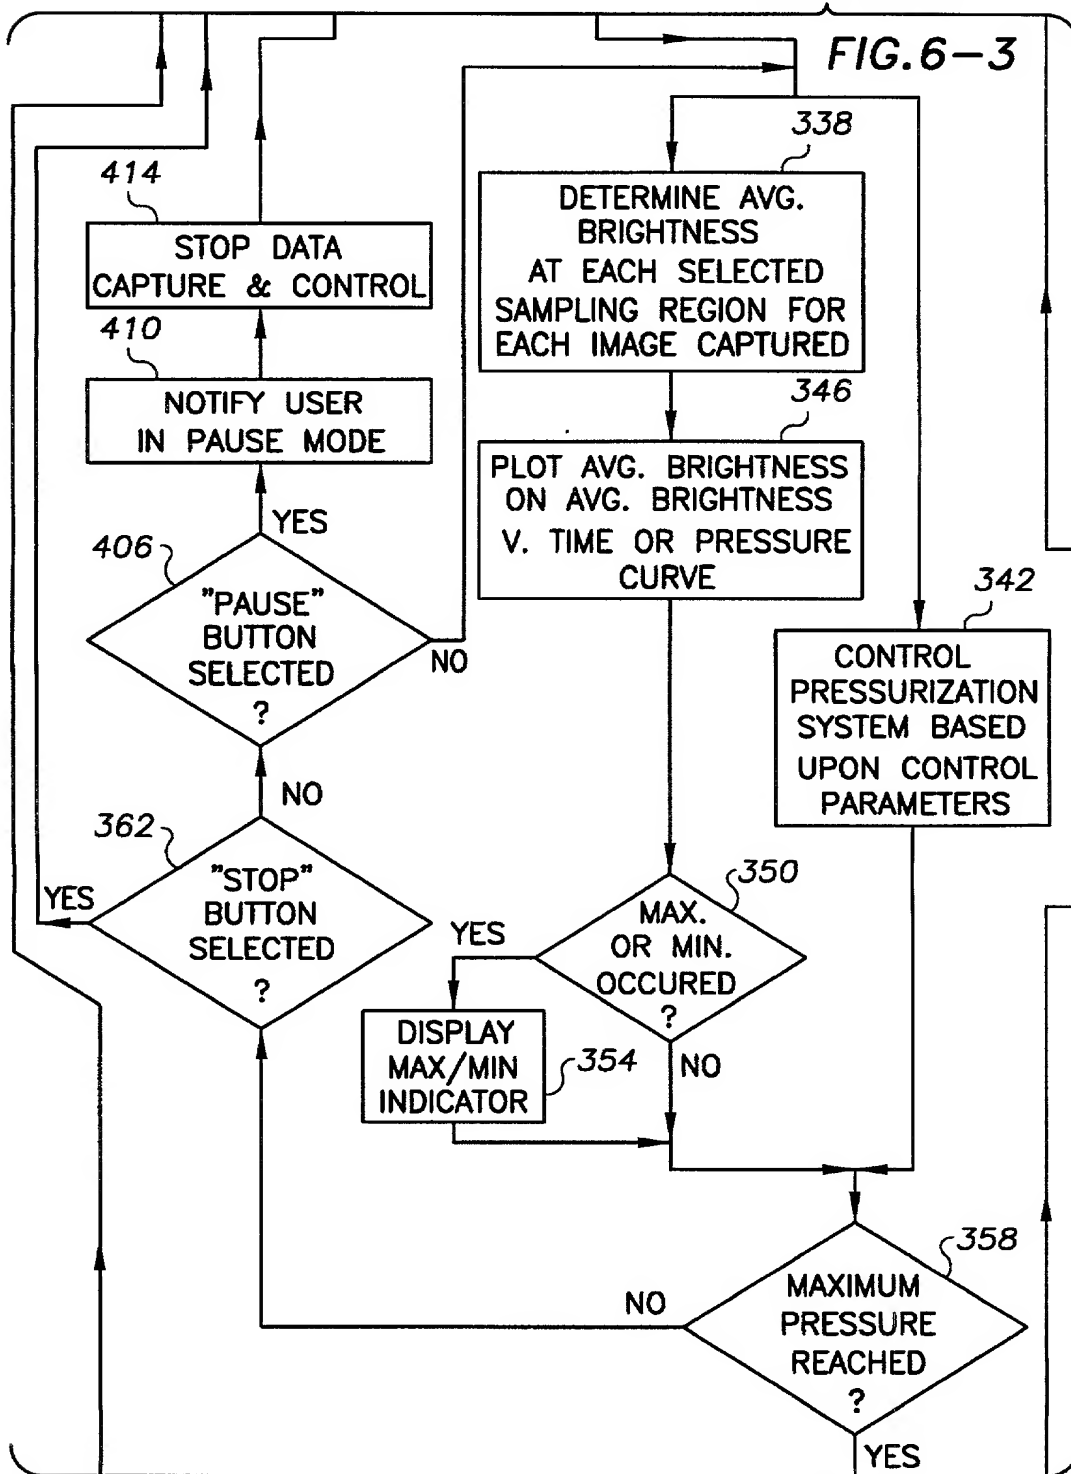 FIG.6-3
338
DETERMINE AVG.
BRIGHTNESS
AT EACH SELECTED
SAMPLING REGION FOR
EACH IMAGE CAPTURED
414
STOP DATA
CAPTURE & CONTROL
410
NOTIFY USER
IN PAUSE MODE
346
PLOT AVG. BRIGHTNESS
ON AVG. BRIGHTNESS
V. TIME OR PRESSURE
CURVE
YES
406
"PAUSE"
BUTTON
SELECTED
?
NO
342
CONTROL
PRESSURIZATION
SYSTEM BASED
UPON CONTROL
PARAMETERS
NO
362
"STOP"
BUTTON
SELECTED
?
YES
350
MAX.
OR MIN.
OCCURED
?
YES
DISPLAY
MAX/MIN
INDICATOR
354
NO
358
MAXIMUM
PRESSURE
REACHED
?
NO
YES